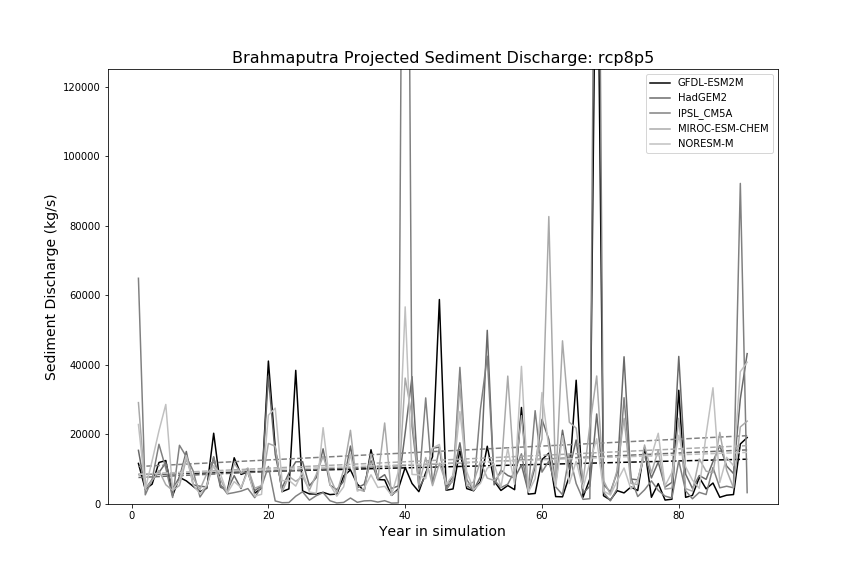 Brahmaputra Projected Sediment Discharge: rcp8p5
GFDL-ESM2M
HadGEM2
IPSL_CM5A
MIROC-ESM-CHEM
NORESM-M
120000
100000
80000
60000
40000
20000
0
Sediment Discharge (kg/s)
0 20 40 60 80
Year in simulation